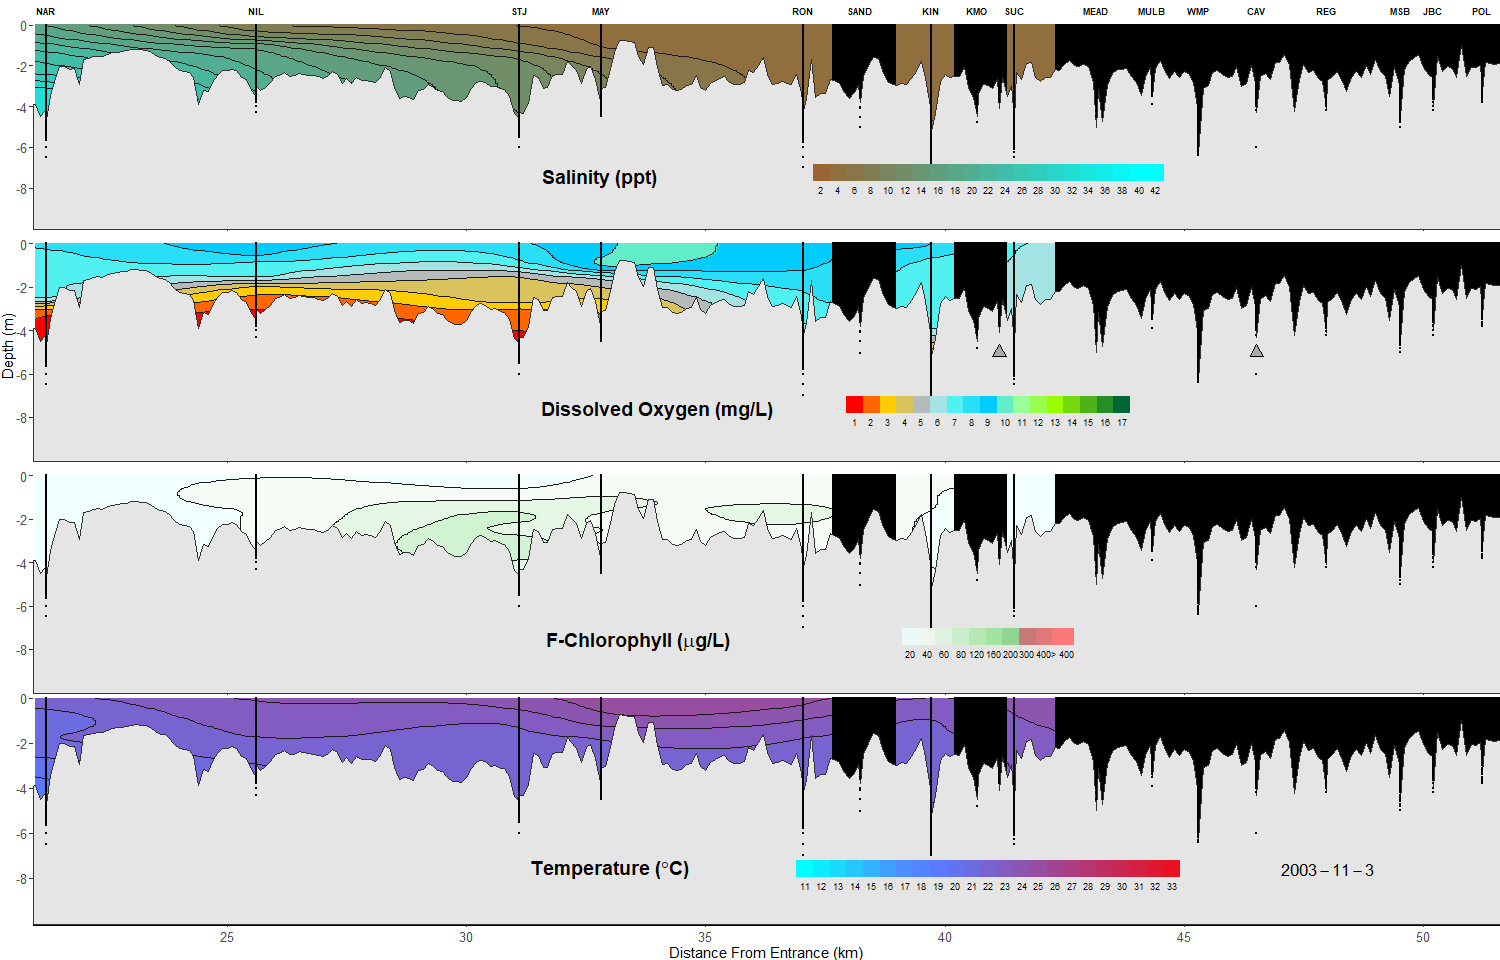 NAR NIL STJ MAY RON SAND KIN KMO SUC MEAD MULB WMP CAV REG MSB JBC POL
0
-2
-4
-6
-8
Salinity (ppt)
2 4 6 8 10 12 14 16 18 20 22 24 26 28 30 32 34 36 38 40 42
0
-2
-4
-6
-8
Depth (m)
Dissolved Oxygen (mg/L)
1 2 3 4 5 6 7 8 9 10 11 12 13 14 15 16 17
0
-2
-4
-6
-8
F-Chlorophyll (μg/L)
20 40 60 80 120 160 200 300 400 > 400
0
-2
-4
-6
-8
Temperature (°C)
11 12 13 14 15 16 17 18 19 20 21 22 23 24 25 26 27 28 29 30 31 32 33
2003 – 11 – 3
25 30 35 40 45 50
Distance From Entrance (km)